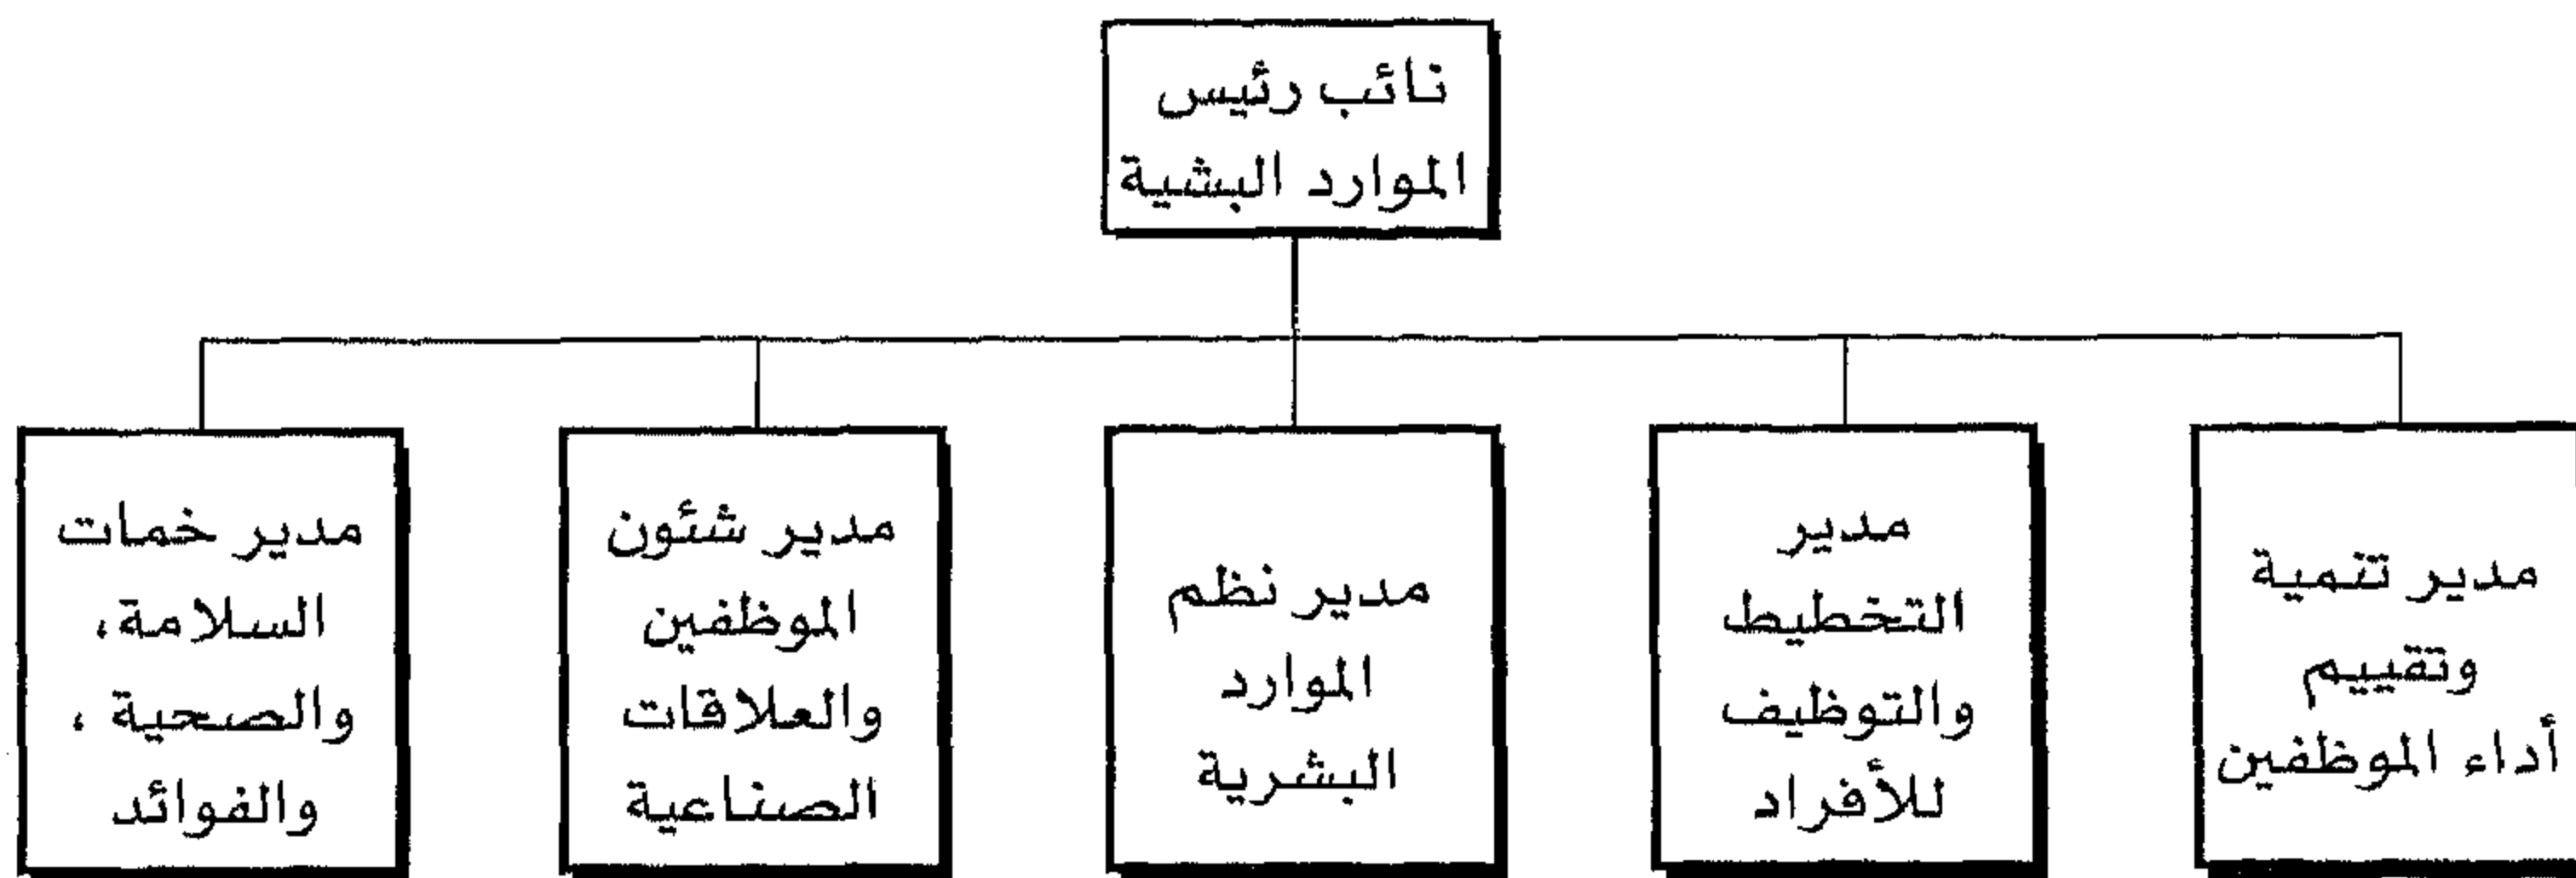 نائب رئيس
الموارد البشية
مدير تنمية
وتقييم
أداء الموظفين
مدير
التخطيط
والتوظيف
للأفراد
مدير نظم
الموارد
البشرية
مدير شئون
الموظفين
والعلاقات
الصناعية
مدير خمات
السلامة،
والصحية ،
والفوائد